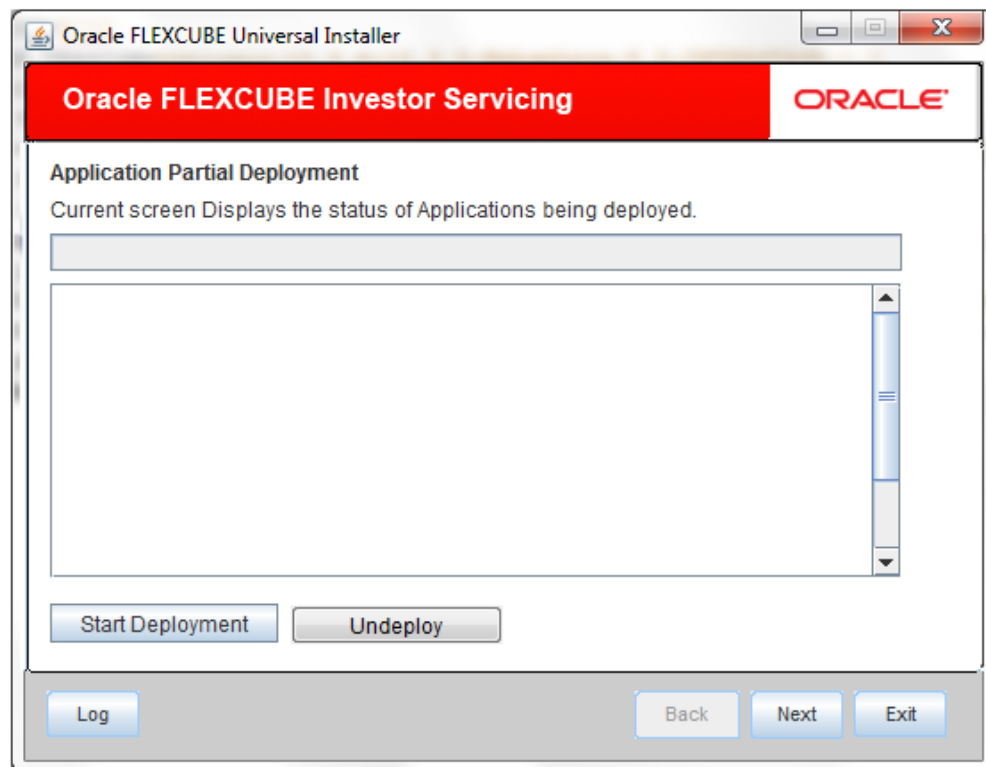 Oracle FLEXCUBE Universal Installer
Oracle FLEXCUBE Investor Servicing
ORACLE
Application Partial Deployment
Current screen Displays the status of Applications being deployed.
Start Deployment
Undeploy
Log
Back
Next
Exit